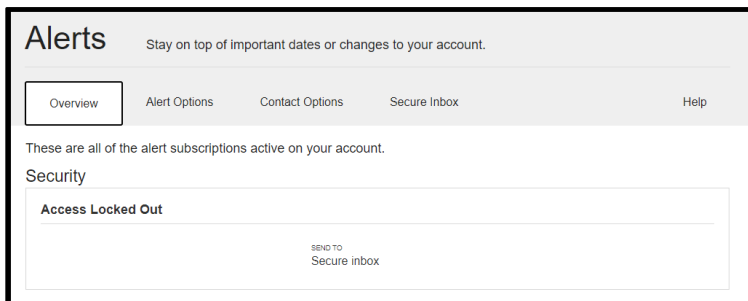 Alerts Stay on top of important dates or changes to your account.
Overview Alert Options Contact Options Secure Inbox Help
These are all of the alert subscriptions active on your account.
Security
Access Locked Out
SEND TO
Secure inbox